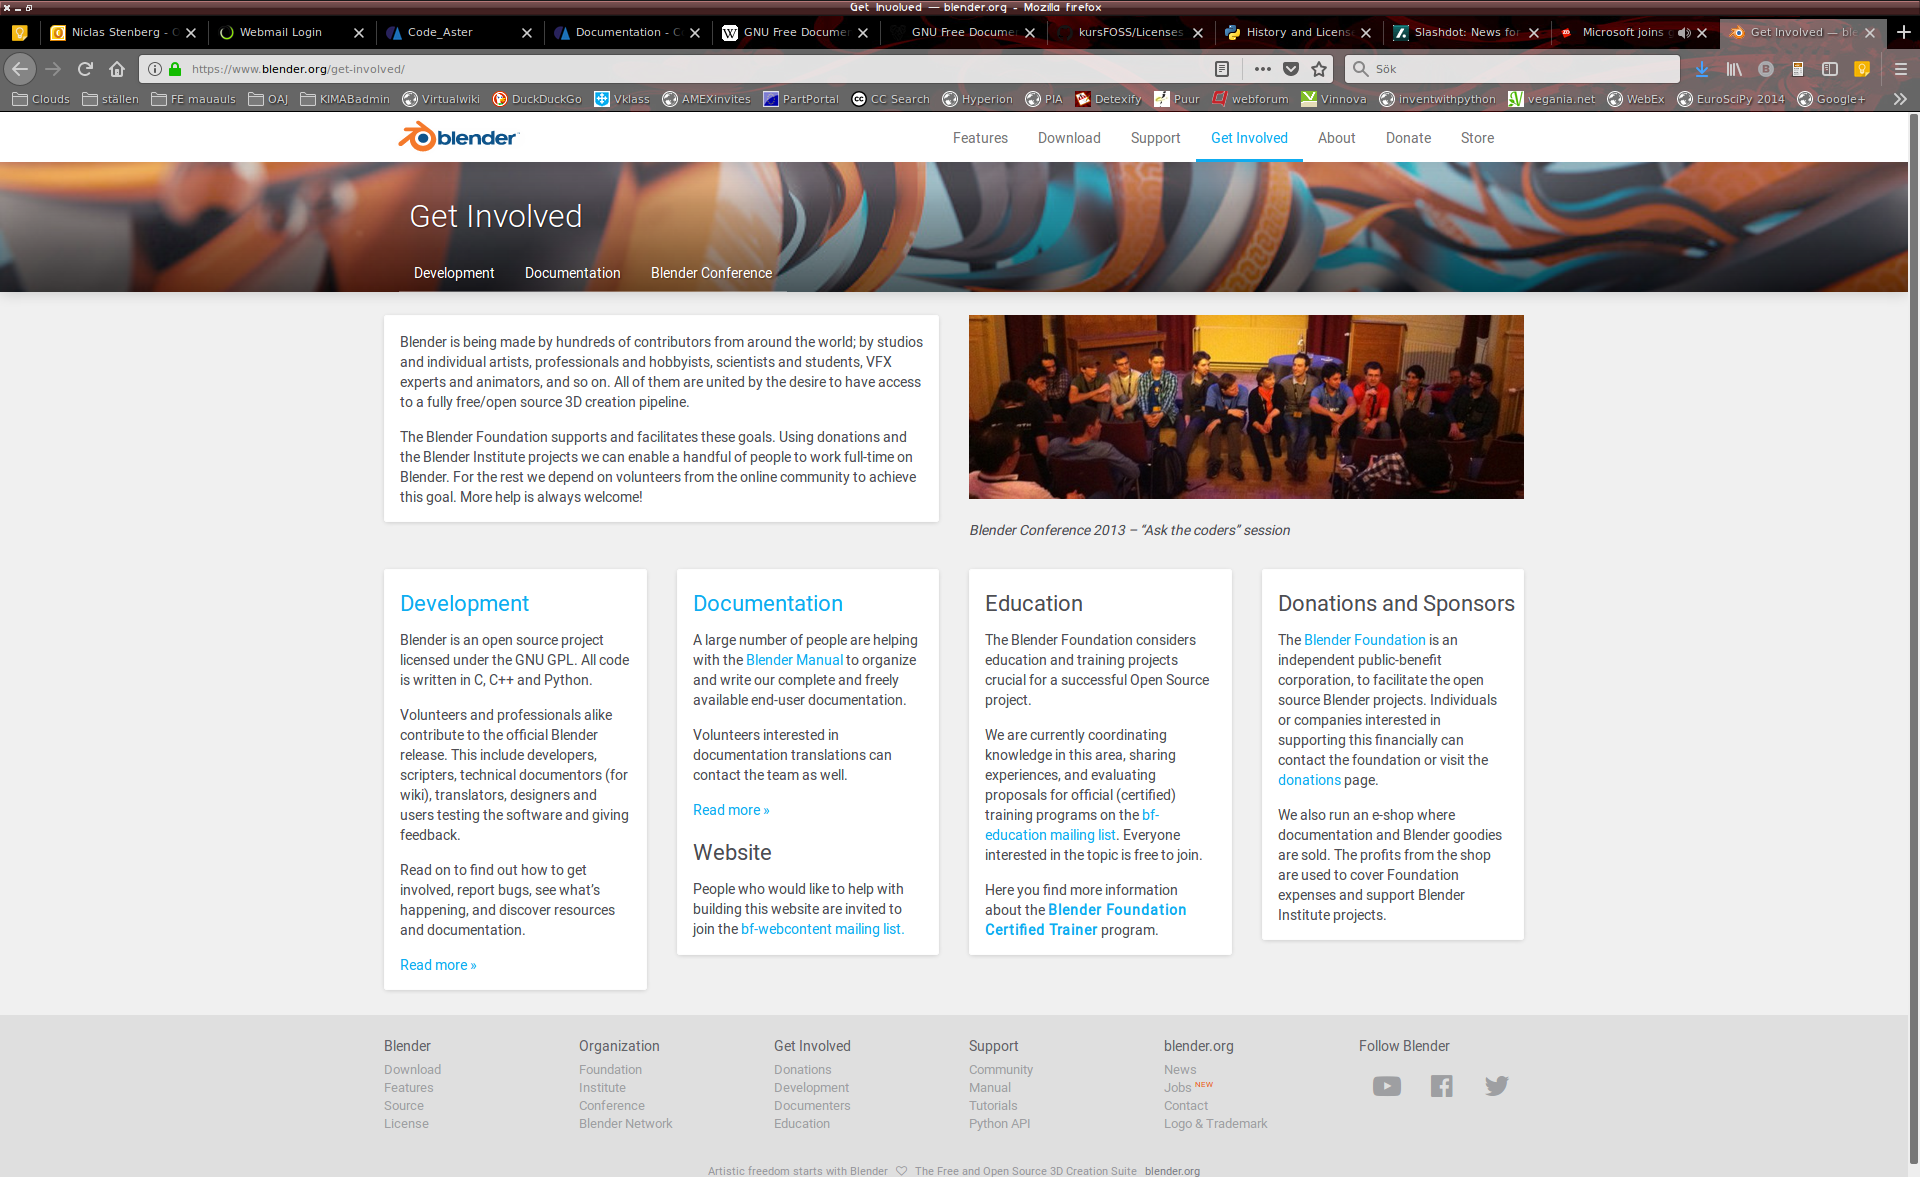 Get Involved — blender.org - Mozilla Firefox
Niclas Stenberg - O
Webmail Login
Code_Aster
Documentation - C
GNU Free Docume
GNU Free Docume
kursFOSS/Licenses
History and Licens
Slashdot: News for
Microsoft joins
Get Involved — ble
https://www.blender.org/get-involved/
Sök
Clouds
ställen
FE mauauls
OAJ
KIMABadmin
Virtualwiki
DuckDuckGo
Vklass
AMEXinvites
PartPortal
CC Search
Hyperion
PIA
Detexify
Puur
webforum
Vinnova
inventwithpython
vegania.net
WebEx
EuroSciPy 2014
Google+
blender
Features
Download
Support
Get Involved
About
Donate
Store
Get Involved
Development
Documentation
Blender Conference
Blender is being made by hundreds of contributors from around the world; by studios
and individual artists, professionals and hobbyists, scientists and students, VFX
experts and animators, and so on. All of them are united by the desire to have access
to a fully free/open source 3D creation pipeline.
The Blender Foundation supports and facilitates these goals. Using donations and
the Blender Institute projects we can enable a handful of people to work full-time on
Blender. For the rest we depend on volunteers from the online community to achieve
this goal. More help is always welcome!
Blender Conference 2013 – “Ask the coders” session
Development
Blender is an open source project
licensed under the GNU GPL. All code
is written in C, C++ and Python.
Volunteers and professionals alike
contribute to the official Blender
release. This include developers,
scripters, technical documentors (for
wiki), translators, designers and
users testing the software and giving
feedback.
Read on to find out how to get
involved, report bugs, see what’s
happening, and discover resources
and documentation.
Read more »
Documentation
A large number of people are helping
with the Blender Manual to organize
and write our complete and freely
available end-user documentation.
Volunteers interested in
documentation translations can
contact the team as well.
Read more »
Website
People who would like to help with
building this website are invited to
join the bf-webcontent mailing list.
Education
The Blender Foundation considers
education and training projects
crucial for a successful Open Source
project.
We are currently coordinating
knowledge in this area, sharing
experiences, and evaluating
proposals for official (certified)
training programs on the bf-
education mailing list. Everyone
interested in the topic is free to join.
Here you find more information
about the Blender Foundation
Certified Trainer program.
Donations and Sponsors
The Blender Foundation is an
independent public-benefit
corporation, to facilitate the open
source Blender projects. Individuals
or companies interested in
supporting this financially can
contact the foundation or visit the
donations page.
We also run an e-shop where
documentation and Blender goodies
are sold. The profits from the shop
are used to cover Foundation
expenses and support Blender
Institute projects.
Blender
Download
Features
Source
License
Organization
Foundation
Institute
Conference
Blender Network
Get Involved
Donations
Development
Documenters
Education
Support
Community
Manual
Tutorials
Python API
blender.org
News
Jobs NEW
Contact
Logo & Trademark
Follow Blender
Artistic freedom starts with Blender ♡ The Free and Open Source 3D Creation Suite blender.org